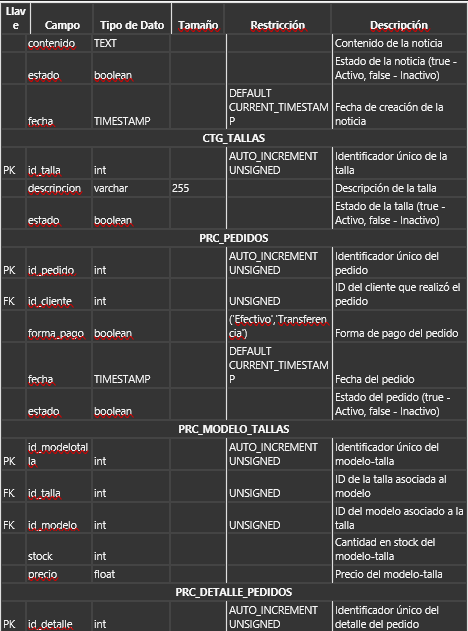 Llave Campo Tipo de Dato Tamaño Restricción Descripción
contenido TEXT Contenido de la noticia
estado boolean Estado de la noticia (true - Activo, false - Inactivo)
fecha TIMESTAMP DEFAULT CURRENT_TIMESTAMP Fecha de creación de la noticia
CTG_TALLAS
PK id_talla int AUTO_INCREMENT UNSIGNED Identificador único de la talla
descripcion varchar 255 Descripción de la talla
estado boolean Estado de la talla (true - Activo, false - Inactivo)
PRC_PEDIDOS
PK id_pedido int AUTO_INCREMENT UNSIGNED Identificador único del pedido
FK id_cliente int UNSIGNED ID del cliente que realizó el pedido
forma_pago boolean ('Efectivo','Transferencia') Forma de pago del pedido
fecha TIMESTAMP DEFAULT CURRENT_TIMESTAMP Fecha del pedido
estado boolean Estado del pedido (true - Activo, false - Inactivo)
PRC_MODELO_TALLAS
PK id_modelotalla int AUTO_INCREMENT UNSIGNED Identificador único del modelo-talla
FK id_talla int UNSIGNED ID de la talla asociada al modelo
FK id_modelo int UNSIGNED ID del modelo asociado a la talla
stock int Cantidad en stock del modelo-talla
precio float Precio del modelo-talla
PRC_DETALLE_PEDIDOS
PK id_detalle int AUTO_INCREMENT UNSIGNED Identificador único del detalle del pedido